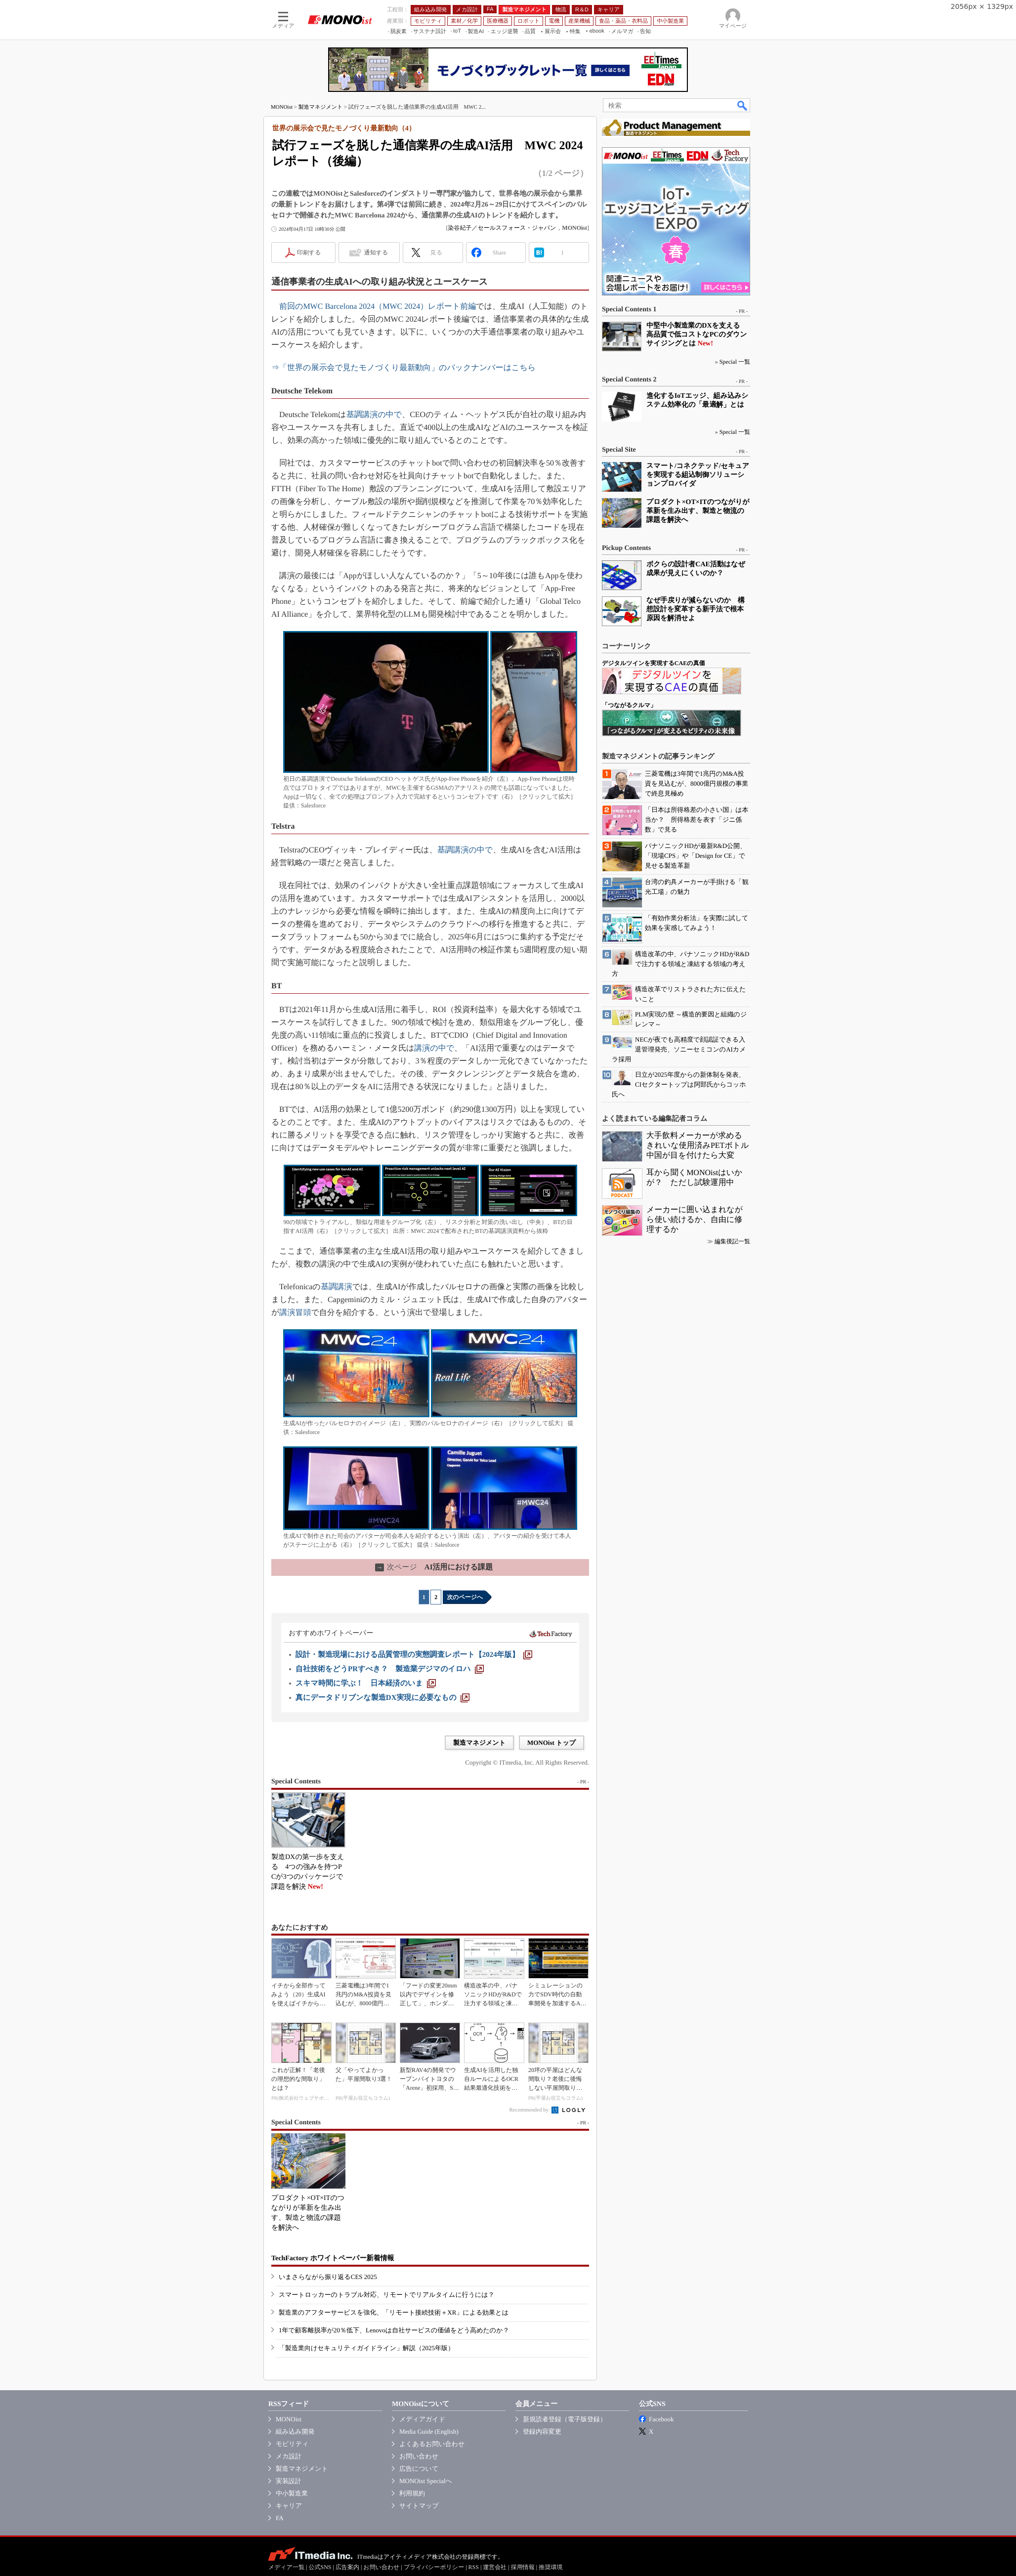 2056px × 1329px
メディア
MONOist
工程別
組み込み開発
メカ設計
FA
製造マネジメント
物流
R&D
キャリア
産業別
モビリティ
素材／化学
医療機器
ロボット
電機
産業機械
食品・薬品・衣料品
中小製造業
脱炭素
サステナ設計
IoT
製造AI
エッジ逆襲
品質
展示会
特集
ebook
メルマガ
告知
マイページ
モノづくりブックレット一覧
詳しくはこちら
EE Times Japan
EDN Japan
MONOist > 製造マネジメント > 試行フェーズを脱した通信業界の生成AI活用　MWC 2...
検索
世界の展示会で見たモノづくり最新動向（4）
試行フェーズを脱した通信業界の生成AI活用　MWC 2024
レポート（後編）
（1/2 ページ）
この連載ではMONOistとSalesforceのインダストリー専門家が協力して、世界各地の展示会から業界
の最新トレンドをお届けします。第4弾では前回に続き、2024年2月26～29日にかけてスペインのバル
セロナで開催されたMWC Barcelona 2024から、通信業界の生成AIのトレンドを紹介します。
2024年04月17日 10時30分 公開
[染谷紀子／セールスフォース・ジャパン，MONOist]
印刷する
通知する
見る
Share
1
通信事業者の生成AIへの取り組み状況とユースケース
前回のMWC Barcelona 2024（MWC 2024）レポート前編では、生成AI（人工知能）のト
レンドを紹介しました。今回のMWC 2024レポート後編では、通信事業者の具体的な生成
AIの活用についても見ていきます。以下に、いくつかの大手通信事業者の取り組みやユ
ースケースを紹介します。
⇒「世界の展示会で見たモノづくり最新動向」のバックナンバーはこちら
Deutsche Telekom
Deutsche Telekomは基調講演の中で、CEOのティム・ヘットゲス氏が自社の取り組み内
容やユースケースを共有しました。直近で400以上の生成AIなどAIのユースケースを検証
し、効果の高かった領域に優先的に取り組んでいるとのことです。
同社では、カスタマーサービスのチャットbotで問い合わせの初回解決率を50％改善す
ると共に、社員の問い合わせ対応を社員向けチャットbotで自動化しました。また、
FTTH（Fiber To The Home）敷設のプランニングについて、生成AIを活用して敷設エリア
の画像を分析し、ケーブル敷設の場所や掘削規模などを推測して作業を70％効率化した
と明らかにしました。フィールドテクニシャンのチャットbotによる技術サポートを実施
する他、人材確保が難しくなってきたレガシープログラム言語で構築したコードを現在
普及しているプログラム言語に書き換えることで、プログラムのブラックボックス化を
避け、開発人材確保を容易にしたそうです。
講演の最後には「Appがほしい人なんているのか？」「5～10年後には誰もAppを使わ
なくなる」というインパクトのある発言と共に、将来的なビジョンとして「App-Free
Phone」というコンセプトを紹介しました。そして、前編で紹介した通り「Global Telco
AI Alliance」を介して、業界特化型のLLMも開発検討中であることを明かしました。
初日の基調講演でDeutsche TelekomのCEO ヘットゲス氏がApp-Free Phoneを紹介（左）。App-Free Phoneは現時
点ではプロトタイプではありますが、MWCを主催するGSMAのアナリストの間でも話題になっていました。
Appは一切なく、全ての処理はプロンプト入力で完結するというコンセプトです（右）［クリックして拡大］
提供：Salesforce
Telstra
TelstraのCEOヴィッキ・ブレイディー氏は、基調講演の中で、生成AIを含むAI活用は
経営戦略の一環だと発言しました。
現在同社では、効果のインパクトが大きい全社重点課題領域にフォーカスして生成AI
の活用を進めています。カスタマーサポートでは生成AIアシスタントを活用し、2000以
上のナレッジから必要な情報を瞬時に抽出します。また、生成AIの精度向上に向けてデ
ータの整備を進めており、データやシステムのクラウドへの移行を推進すると共に、デ
ータプラットフォームも50から30までに統合し、2025年6月には5つに集約する予定だそ
うです。データがある程度統合されたことで、AI活用時の検証作業も5週間程度の短い期
間で実施可能になったと説明しました。
BT
BTは2021年11月から生成AI活用に着手し、ROI（投資利益率）を最大化する領域でユ
ースケースを試行してきました。90の領域で検討を進め、類似用途をグループ化し、優
先度の高い11領域に重点的に投資しました。BTでCDIO（Chief Digital and Innovation
Officer）を務めるハーミン・メータ氏は講演の中で、「AI活用で重要なのはデータで
す。検討当初はデータが分散しており、3％程度のデータしか一元化できていなかったた
め、あまり成果が出ませんでした。その後、データクレンジングとデータ統合を進め、
現在は80％以上のデータをAIに活用できる状況になりました」と語りました。
BTでは、AI活用の効果として1億5200万ポンド（約290億1300万円）以上を実現してい
るとのことです。また、生成AIのアウトプットのバイアスはリスクではあるものの、そ
れに勝るメリットを享受できる点に触れ、リスク管理をしっかり実施すると共に、改善
に向けてはデータモデルやトレーニングデータの質が非常に重要だと強調しました。
Identifying new use cases for GenAI and AI
Proactive management unlocks next level AI
Our AI Vision
90の領域でトライアルし、類似な用途をグループ化（左）、リスク分析と対策の洗い出し（中央）、BTの目
指すAI活用（右）［クリックして拡大］ 出所：MWC 2024で配布されたBTの基調講演資料から抜粋
ここまで、通信業者の主な生成AI活用の取り組みやユースケースを紹介してきまし
たが、複数の講演の中で生成AIの実例が使われていた点にも触れたいと思います。
Telefonicaの基調講演では、生成AIが作成したバルセロナの画像と実際の画像を比較し
ました。また、Capgeminiのカミル・ジュエット氏は、生成AIで作成した自身のアバター
が講演冒頭で自分を紹介する、という演出で登場しました。
MWC24
AI
MWC24
Real Life
生成AIが作ったバルセロナのイメージ（左）、実際のバルセロナのイメージ（右）［クリックして拡大］ 提
供：Salesforce
#MWC24
Camille Juguet
#MWC24
生成AIで制作された司会のアバターが司会本人を紹介するという演出（左）、アバターの紹介を受けて本人
がステージに上がる（右）［クリックして拡大］ 提供：Salesforce
次ページ　AI活用における課題
1
2
次のページへ
おすすめホワイトペーパー
TechFactory
設計・製造現場における品質管理の実態調査レポート【2024年版】
自社技術をどうPRすべき？　製造業デジマのイロハ
スキマ時間に学ぶ！　日本経済のいま
真にデータドリブンな製造DX実現に必要なもの
製造マネジメント
MONOist トップ
Copyright © ITmedia, Inc. All Rights Reserved.
Special Contents
- PR -
製造DXの第一歩を支え
る　4つの強みを持つP
Cが3つのパッケージで
課題を解決 New!
あなたにおすすめ
イチから全部作って
みよう（20）生成AI
を使えばイチから…
三菱電機は3年間で1
兆円のM&A投資を見
込むが、8000億円…
「フードの変更20mm
以内でデザインを修
正して」、ホンダ…
構造改革の中、パナ
ソニックHDがR&Dで
注力する領域と凍…
シミュレーションの
力でSDV時代の自動
車開発を加速するA…
これが正解！「老後
の理想的な間取り」
とは？
父「やってよかっ
た」平屋間取り3選！
PR(平屋お役立ちコラム)
新型RAV4の開発でウ
ーブンバイトヨタの
「Arene」初採用、S…
生成AIを活用した独
自ルールによるOCR
結果最適化技術を…
20坪の平屋はどんな
間取り？老後に後悔
しない平屋間取り…
PR(平屋お役立ちコラム)
Recommended by LOGLY
Special Contents
- PR -
プロダクト×OT×ITのつ
ながりが革新を生み出
す、製造と物流の課題
を解決へ
TechFactory ホワイトペーパー新着情報
いまさらながら振り返るCES 2025
スマートロッカーのトラブル対応、リモートでリアルタイムに行うには？
製造業のアフターサービスを強化、「リモート接続技術＋XR」による効果とは
1年で顧客離脱率が20％低下、Lenovoは自社サービスの価値をどう高めたのか？
「製造業向けセキュリティガイドライン」解説（2025年版）
Product Management
製造マネジメント
MONOist
EE Times Japan
EDN Japan
TechFactory
IoT・
エッジコンピューティング
EXPO
春
関連ニュースや
会場レポートをお届け!
詳しくはこちら
Special Contents 1
- PR -
中堅中小製造業のDXを支える
高品質で低コストなPCのダウン
サイジングとは New!
» Special 一覧
Special Contents 2
- PR -
進化するIoTエッジ、組み込みシ
ステム効率化の「最適解」とは
» Special 一覧
Special Site
- PR -
スマート/コネクテッド/セキュア
を実現する組込制御ソリューシ
ョンプロバイダ
プロダクト×OT×ITのつながりが
革新を生み出す、製造と物流の
課題を解決へ
Pickup Contents
- PR -
ボクらの設計者CAE活動はなぜ
成果が見えにくいのか？
なぜ手戻りが減らないのか　構
想設計を変革する新手法で根本
原因を解消せよ
コーナーリンク
デジタルツインを実現するCAEの真価
デジタルツインを
実現するCAEの真価
「つながるクルマ」
「つながるクルマ」が変えるモビリティの未来像
製造マネジメントの記事ランキング
1
三菱電機は3年間で1兆円のM&A投
資を見込むが、8000億円規模の事業
で終息見極め
2
「日本は所得格差の小さい国」は本
当か？　所得格差を表す「ジニ係
数」で見る
3
パナソニックHDが最新R&D公開、
「現場CPS」や「Design for CE」で
見せる製造革新
4
台湾の釣具メーカーが手掛ける「観
光工場」の魅力
5
「有効作業分析法」を実際に試して
効果を実感してみよう！
6
構造改革の中、パナソニックHDがR&D
で注力する領域と凍結する領域の考え
方
7
構造改革でリストラされた方に伝えた
いこと
8
PLM実現の壁 ～構造的要因と組織のジ
レンマ～
9
NECが夜でも高精度で顔認証できる入
退管理発売、ソニーセミコンのAIカメ
ラ採用
10
日立が2025年度からの新体制を発表、
CIセクタートップは阿部氏からコッホ
氏へ
よく読まれている編集記者コラム
大手飲料メーカーが求める
きれいな使用済みPETボトル
中国が目を付けたら大変
耳から聞くMONOistはいか
が？　ただし試験運用中
PODCAST
メーカーに囲い込まれなが
ら使い続けるか、自由に修
理するか
≫ 編集後記一覧
RSSフィード
MONOist
組み込み開発
モビリティ
メカ設計
製造マネジメント
実装設計
中小製造業
キャリア
FA
MONOistについて
メディアガイド
Media Guide (English)
よくあるお問い合わせ
お問い合わせ
広告について
MONOist Specialへ
利用規約
サイトマップ
会員メニュー
新規読者登録（電子版登録）
登録内容変更
公式SNS
Facebook
X
ITmedia Inc.
ITmediaはアイティメディア株式会社の登録商標です。
メディア一覧 | 公式SNS | 広告案内 | お問い合わせ | プライバシーポリシー | RSS | 運営会社 | 採用情報 | 推奨環境